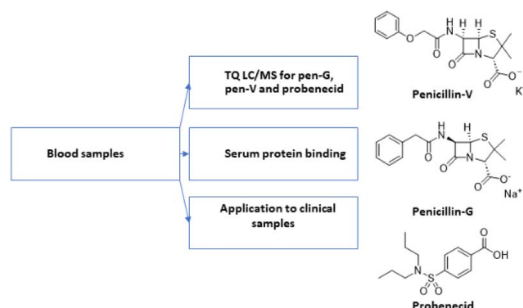 TQ LC/MS for pen-G,
pen-V and probenecid
Blood samples
Serum protein binding
Application to clinical
samples
O
O
HN
H
H
S
N
O
O
O⁻
K
Penicillin-V
O
H
N
H
S
O
N
O
O⁻
Na⁺
Penicillin-G
O
OH
N
S
O
O
Probenecid